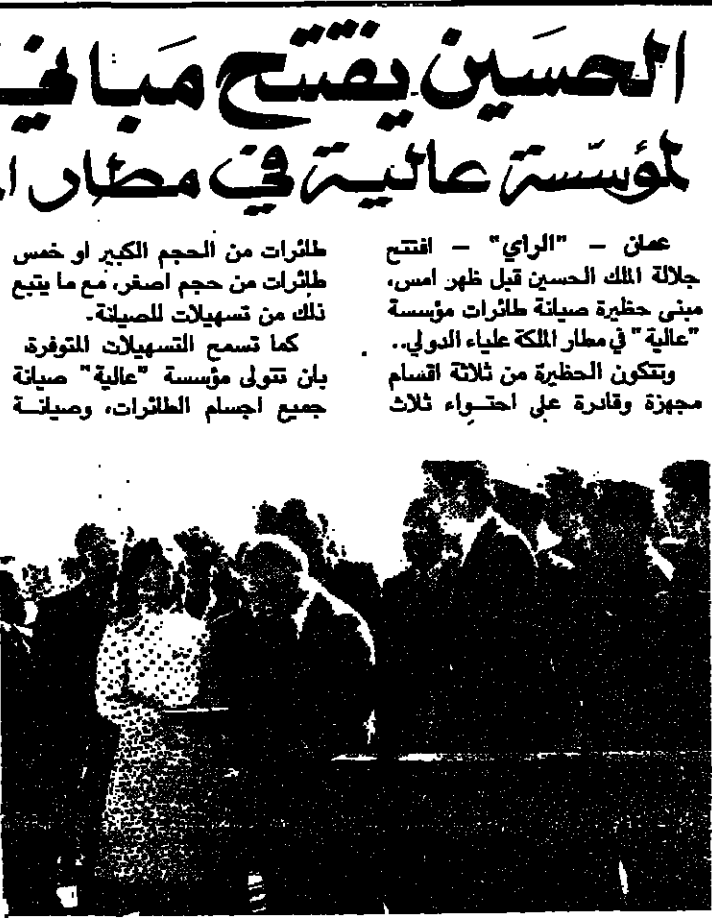 الحسين يفتتح مباني
لمؤسسة عالية في مطار
عمان – "الراي" – افتتح
جلالة الملك الحسين قبل ظهر امس،
مبنى حظيرة صيانة طائرات مؤسسة
"عالية" في مطار الملكة علياء الدولي..
وتتكون الحظيرة من ثلاثة اقسام
مجهزة وقادرة على احتواء ثلاث
طائرات من الحجم الكبير او خمس
طائرات من حجم اصغر، مع ما يتبع
ذلك من تسهيلات للصيانة.
كما تسمح التسهيلات المتوفرة،
بان تتولى مؤسسة "عالية" صيانة
جميع اجسام الطائرات، وصيانة